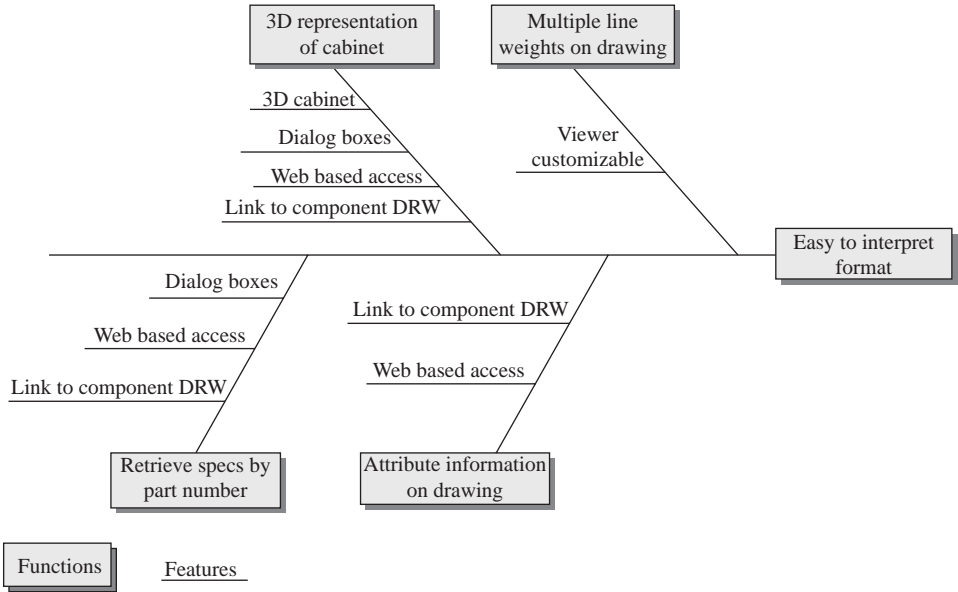 3D representation
of cabinet
Multiple line
weights on drawing
3D cabinet
Dialog boxes
Web based access
Link to component DRW
Viewer
customizable
Easy to interpret
format
Dialog boxes
Web based access
Link to component DRW
Link to component DRW
Web based access
Retrieve specs by
part number
Attribute information
on drawing
Functions
Features